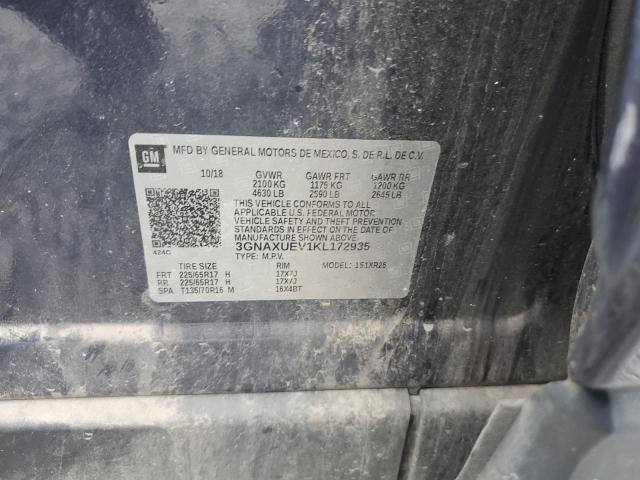 GM MFD BY GENERAL MOTORS DE MEXICO, S. DE R.L. DE C.V.
10/18 GVWR GAWR FRT GAWR RR
2100 KG 1175 KG 1200 KG
4630 LB 2590 LB 2645 LB
THIS VEHICLE CONFORMS TO ALL
APPLICABLE U.S. FEDERAL MOTOR
VEHICLE SAFETY AND THEFT
PREVENTION STANDARDS IN EFFECT ON THE DATE OF
MANUFACTURE SHOWN ABOVE.
424C 3GNAXUEV1KL172935
TYPE: M.P.V. MODEL: 1S1XR26
TIRE SIZE RIM
FRT 225/65R17 H 17X7J
RR 225/65R17 H 17X7J
SPA T135/70R16 M 16X4BT